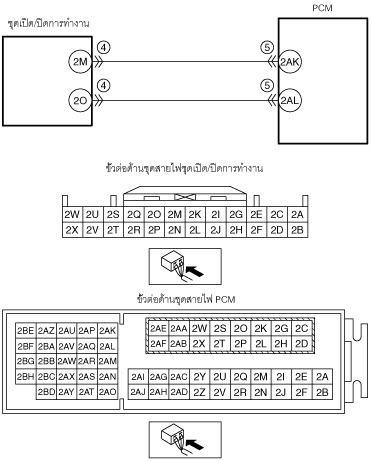 ชุดเปิด/ปิดการทำงาน
PCM
2M 4 5 2AK
2O 4 5 2AL
ขั้วต่อด้านชุดสายไฟชุดเปิด/ปิดการทำงาน
2W 2U 2S 2Q 2O 2M 2K 2I 2G 2E 2C 2A
2X 2V 2T 2R 2P 2N 2L 2J 2H 2F 2D 2B
ขั้วต่อด้านชุดสายไฟ PCM
2BE 2AZ 2AU 2AP 2AK 2AE 2AA 2W 2S 2O 2K 2G 2C
2BF 2BA 2AV 2AQ 2AL 2AF 2AB 2X 2T 2P 2L 2H 2D
2BG 2BB 2AW 2AR 2AM
2BH 2BC 2AX 2AS 2AN 2AI 2AG 2AC 2Y 2U 2Q 2M 2I 2E 2A
2BD 2AY 2AT 2AO 2AJ 2AH 2AD 2Z 2V 2R 2N 2J 2F 2B